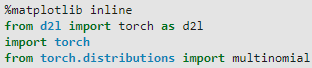 %matplotlib inline
from d2l import torch as d2l
import torch
from torch.distributions import multinomial